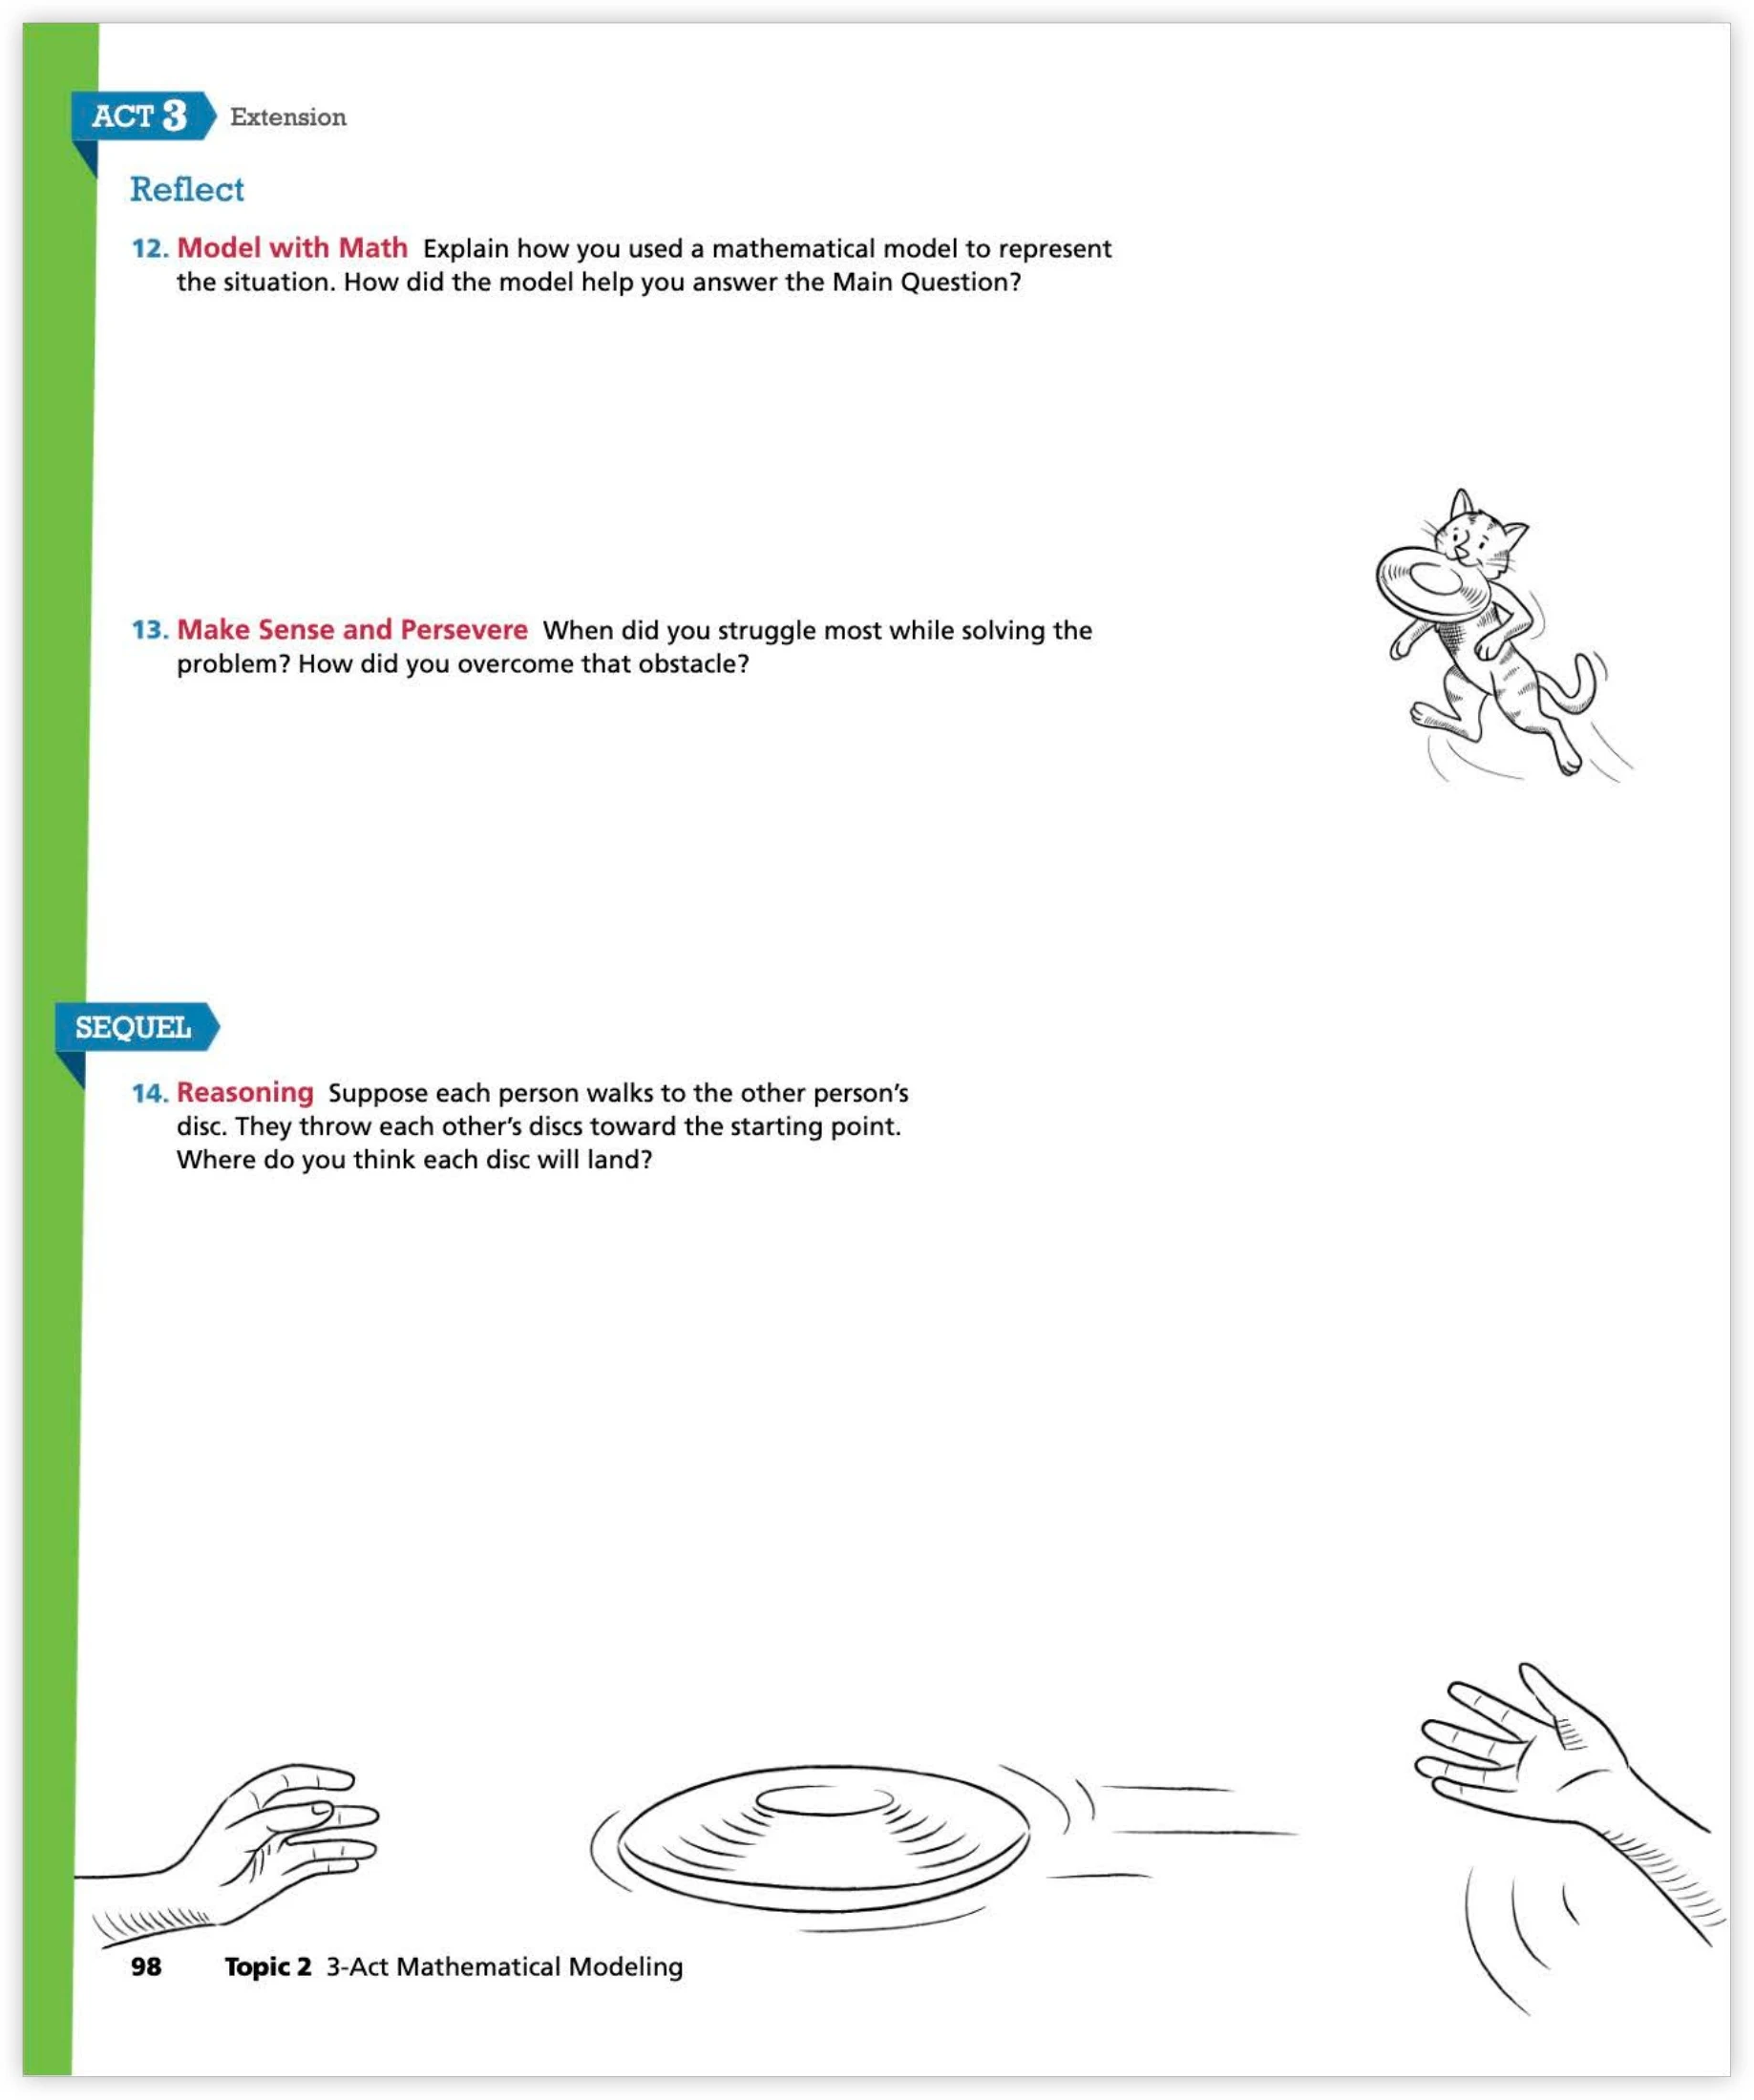 ACT 3 Extension
Reflect
12. Model with Math Explain how you used a mathematical model to represent
the situation. How did the model help you answer the Main Question?
13. Make Sense and Persevere When did you struggle most while solving the
problem? How did you overcome that obstacle?
SEQUEL
14. Reasoning Suppose each person walks to the other person’s
disc. They throw each other’s discs toward the starting point.
Where do you think each disc will land?
98 Topic 2 3-Act Mathematical Modeling